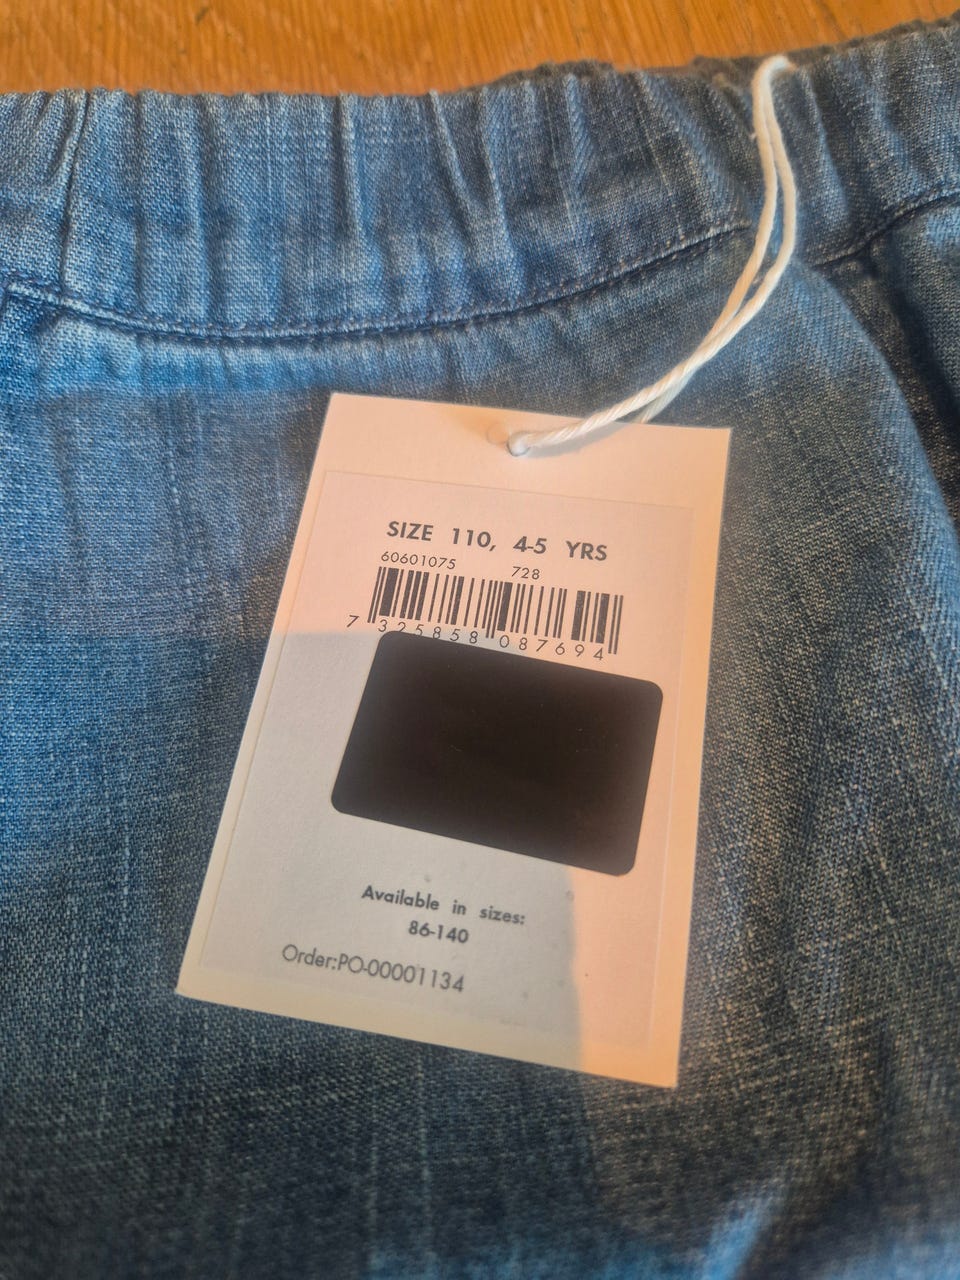 SIZE 110, 4-5 YRS
60601075 728
7 325858 087694
Available in sizes:
86-140
Order:PO-00001134